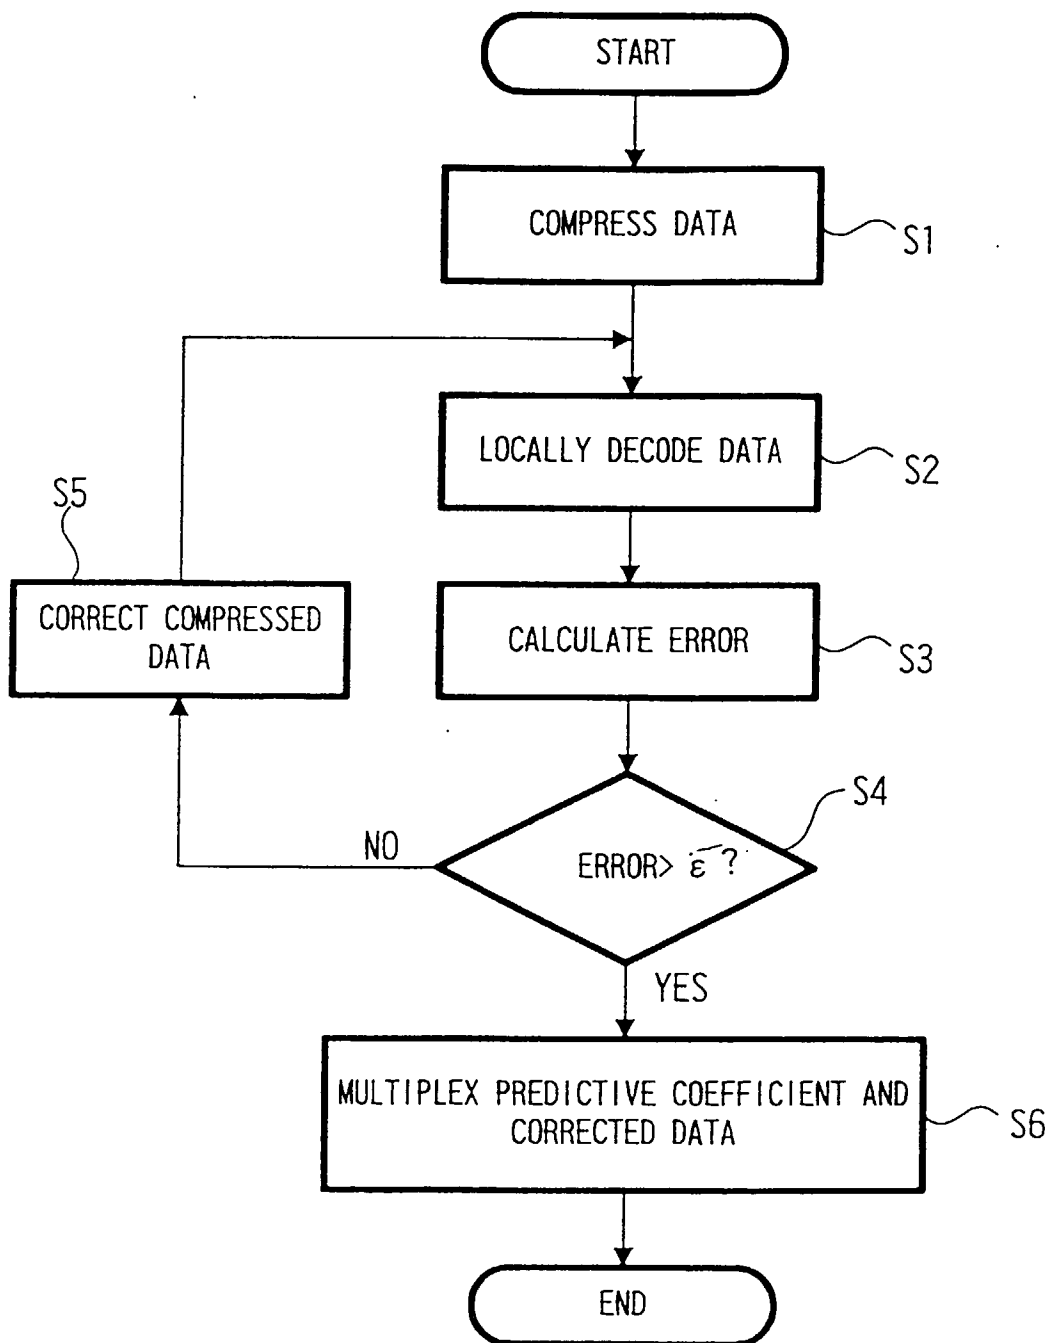 START
COMPRESS DATA
S1
LOCALLY DECODE DATA
S2
S5
CORRECT COMPRESSED
DATA
CALCULATE ERROR
S3
S4
NO
ERROR> ε ?
YES
MULTIPLEX PREDICTIVE COEFFICIENT AND
CORRECTED DATA
S6
END